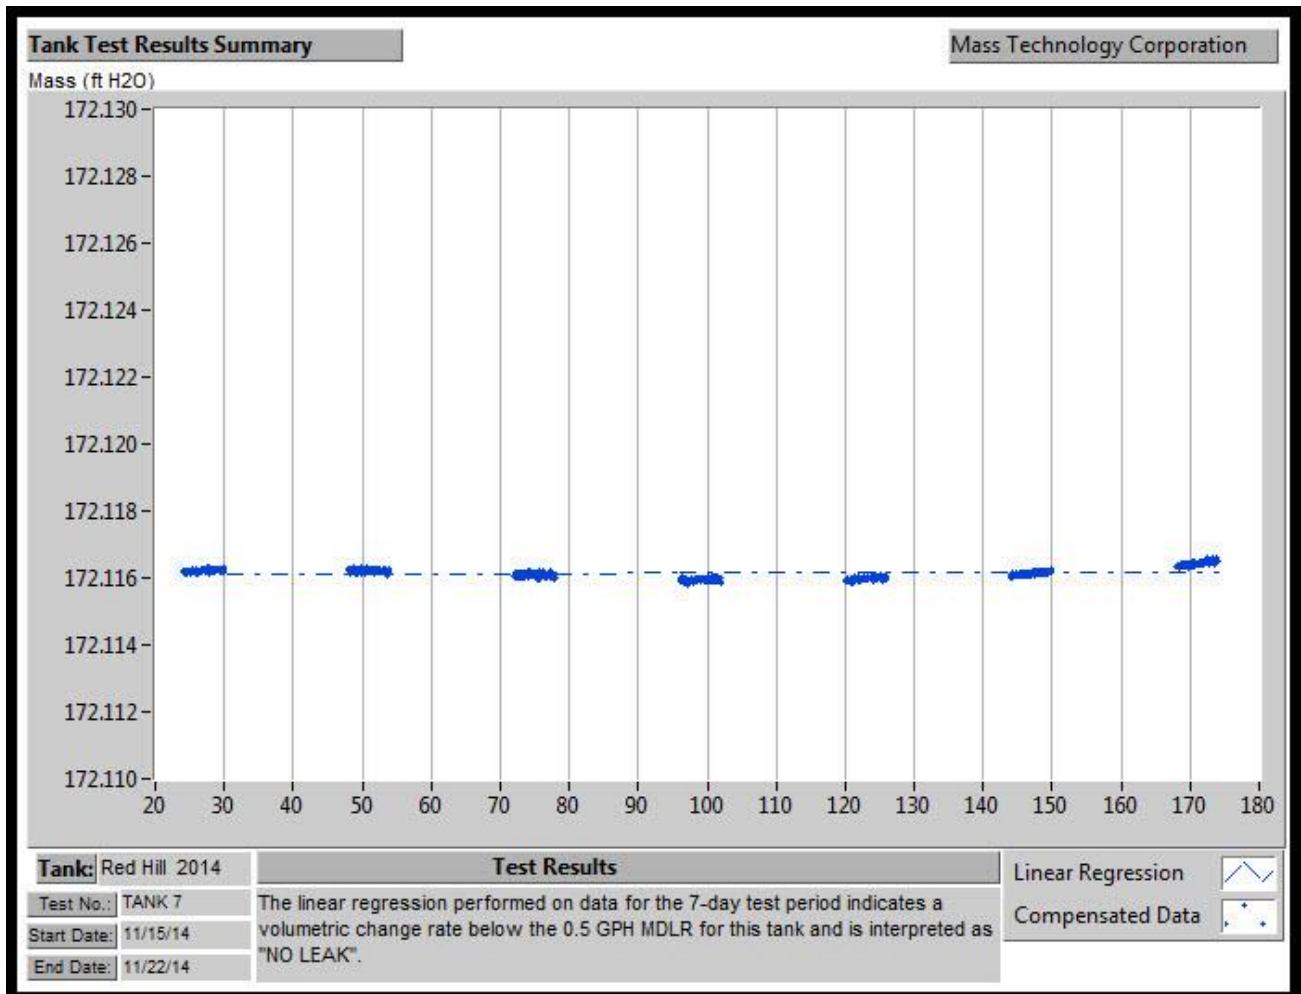 Tank Test Results Summary
Mass Technology Corporation
Mass (ft H2O)
172.130
172.128
172.126
172.124
172.122
172.120
172.118
172.116
172.114
172.112
172.110
20 30 40 50 60 70 80 90 100 110 120 130 140 150 160 170 180
Tank: Red Hill 2014
Test No.: TANK 7
Start Date: 11/15/14
End Date: 11/22/14
Test Results
The linear regression performed on data for the 7-day test period indicates a
volumetric change rate below the 0.5 GPH MDLR for this tank and is interpreted as
"NO LEAK".
Linear Regression
Compensated Data